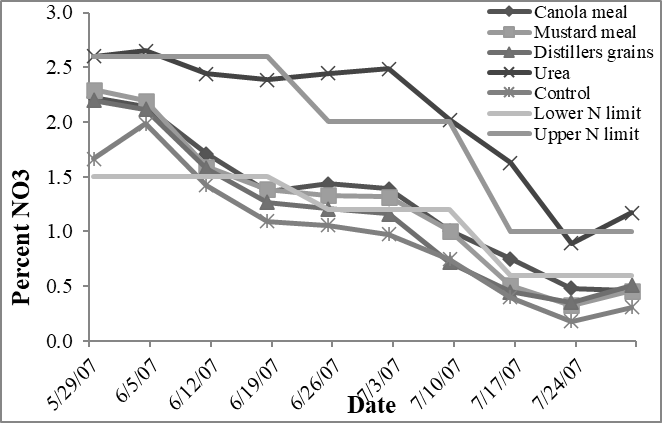 3.0
2.5
2.0
1.5
1.0
0.5
0.0
Percent NO3
Canola meal
Mustard meal
Distillers grains
Urea
Control
Lower N limit
Upper N limit
5/29/07
6/5/07
6/12/07
6/19/07
6/26/07
7/3/07
7/10/07
7/17/07
7/24/07
Date